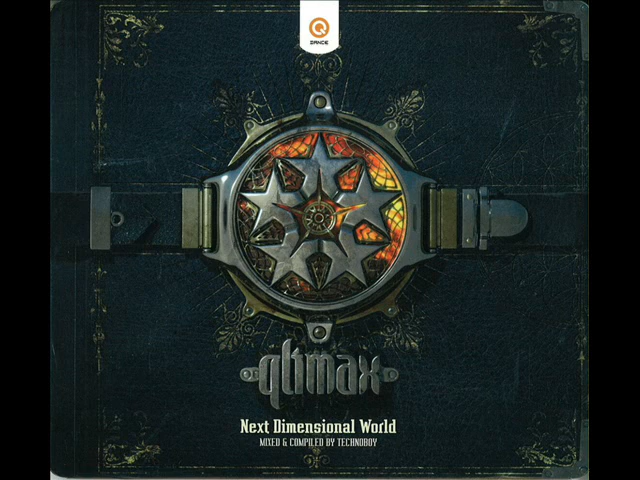 Q
DANCE
qlimax
Next Dimensional World
MIXED & COMPILED BY TECHNOBOY